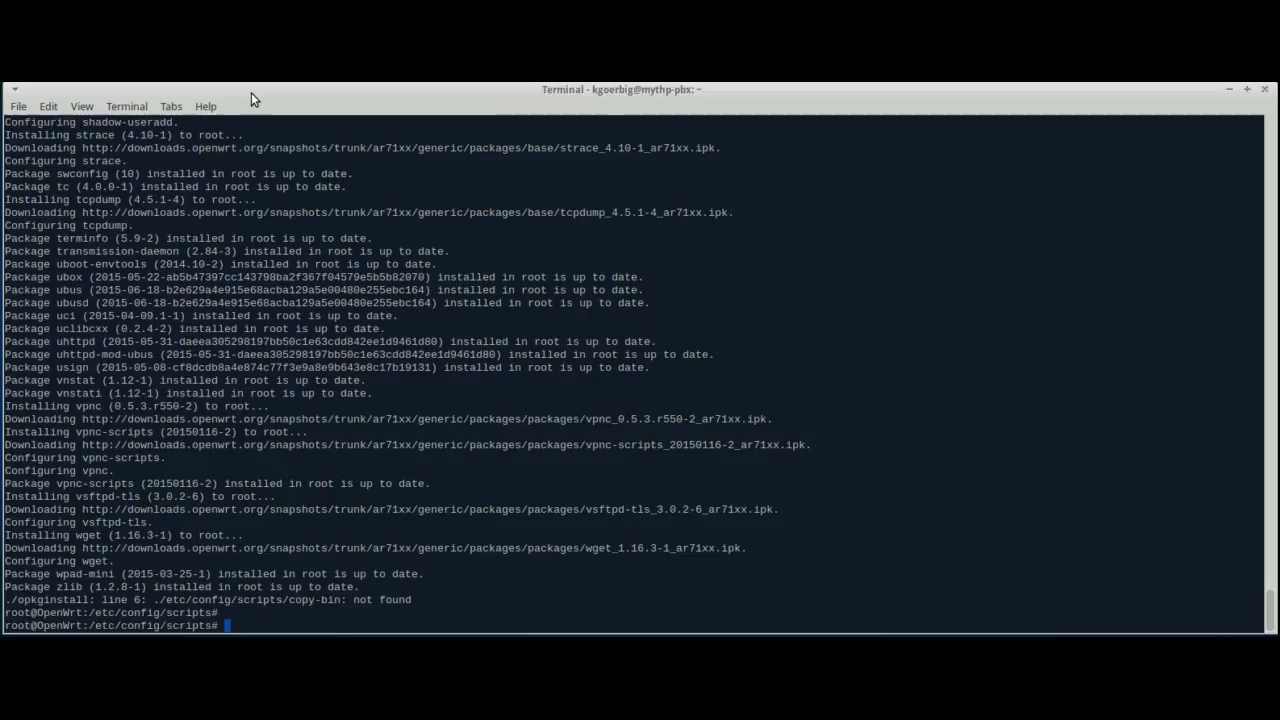 Terminal - kgoerbig@mythp-pbx: ~
File Edit View Terminal Tabs Help
Configuring shadow-useradd.
Installing strace (4.10-1) to root...
Downloading http://downloads.openwrt.org/snapshots/trunk/ar71xx/generic/packages/base/strace_4.10-1_ar71xx.ipk.
Configuring strace.
Package swconfig (10) installed in root is up to date.
Package tc (4.0.0-1) installed in root is up to date.
Installing tcpdump (4.5.1-4) to root...
Downloading http://downloads.openwrt.org/snapshots/trunk/ar71xx/generic/packages/base/tcpdump_4.5.1-4_ar71xx.ipk.
Configuring tcpdump.
Package terminfo (5.9-2) installed in root is up to date.
Package transmission-daemon (2.84-3) installed in root is up to date.
Package uboot-envtools (2014.10-2) installed in root is up to date.
Package ubox (2015-05-22-ab5b47397cc143798ba2f367f04579e5b5b82070) installed in root is up to date.
Package ubus (2015-06-18-b2e629a4e915e68acba129a5e00480e255ebc164) installed in root is up to date.
Package ubusd (2015-06-18-b2e629a4e915e68acba129a5e00480e255ebc164) installed in root is up to date.
Package uci (2015-04-09.1-1) installed in root is up to date.
Package uclibcxx (0.2.4-2) installed in root is up to date.
Package uhttpd (2015-05-31-daeea305298197bb50c1e63cdd842ee1d9461d80) installed in root is up to date.
Package uhttpd-mod-ubus (2015-05-31-daeea305298197bb50c1e63cdd842ee1d9461d80) installed in root is up to date.
Package usign (2015-05-08-cf8dcdb8a4e874c77f3e9a8e9b643e8c17b19131) installed in root is up to date.
Package vnstat (1.12-1) installed in root is up to date.
Package vnstati (1.12-1) installed in root is up to date.
Installing vpnc (0.5.3.r550-2) to root...
Downloading http://downloads.openwrt.org/snapshots/trunk/ar71xx/generic/packages/packages/vpnc_0.5.3.r550-2_ar71xx.ipk.
Installing vpnc-scripts (20150116-2) to root...
Downloading http://downloads.openwrt.org/snapshots/trunk/ar71xx/generic/packages/packages/vpnc-scripts_20150116-2_ar71xx.ipk.
Configuring vpnc-scripts.
Configuring vpnc.
Package vpnc-scripts (20150116-2) installed in root is up to date.
Installing vsftpd-tls (3.0.2-6) to root...
Downloading http://downloads.openwrt.org/snapshots/trunk/ar71xx/generic/packages/packages/vsftpd-tls_3.0.2-6_ar71xx.ipk.
Configuring vsftpd-tls.
Installing wget (1.16.3-1) to root...
Downloading http://downloads.openwrt.org/snapshots/trunk/ar71xx/generic/packages/packages/wget_1.16.3-1_ar71xx.ipk.
Configuring wget.
Package wpad-mini (2015-03-25-1) installed in root is up to date.
Package zlib (1.2.8-1) installed in root is up to date.
./opkginstall: line 6: ./etc/config/scripts/copy-bin: not found
root@OpenWrt:/etc/config/scripts#
root@OpenWrt:/etc/config/scripts#